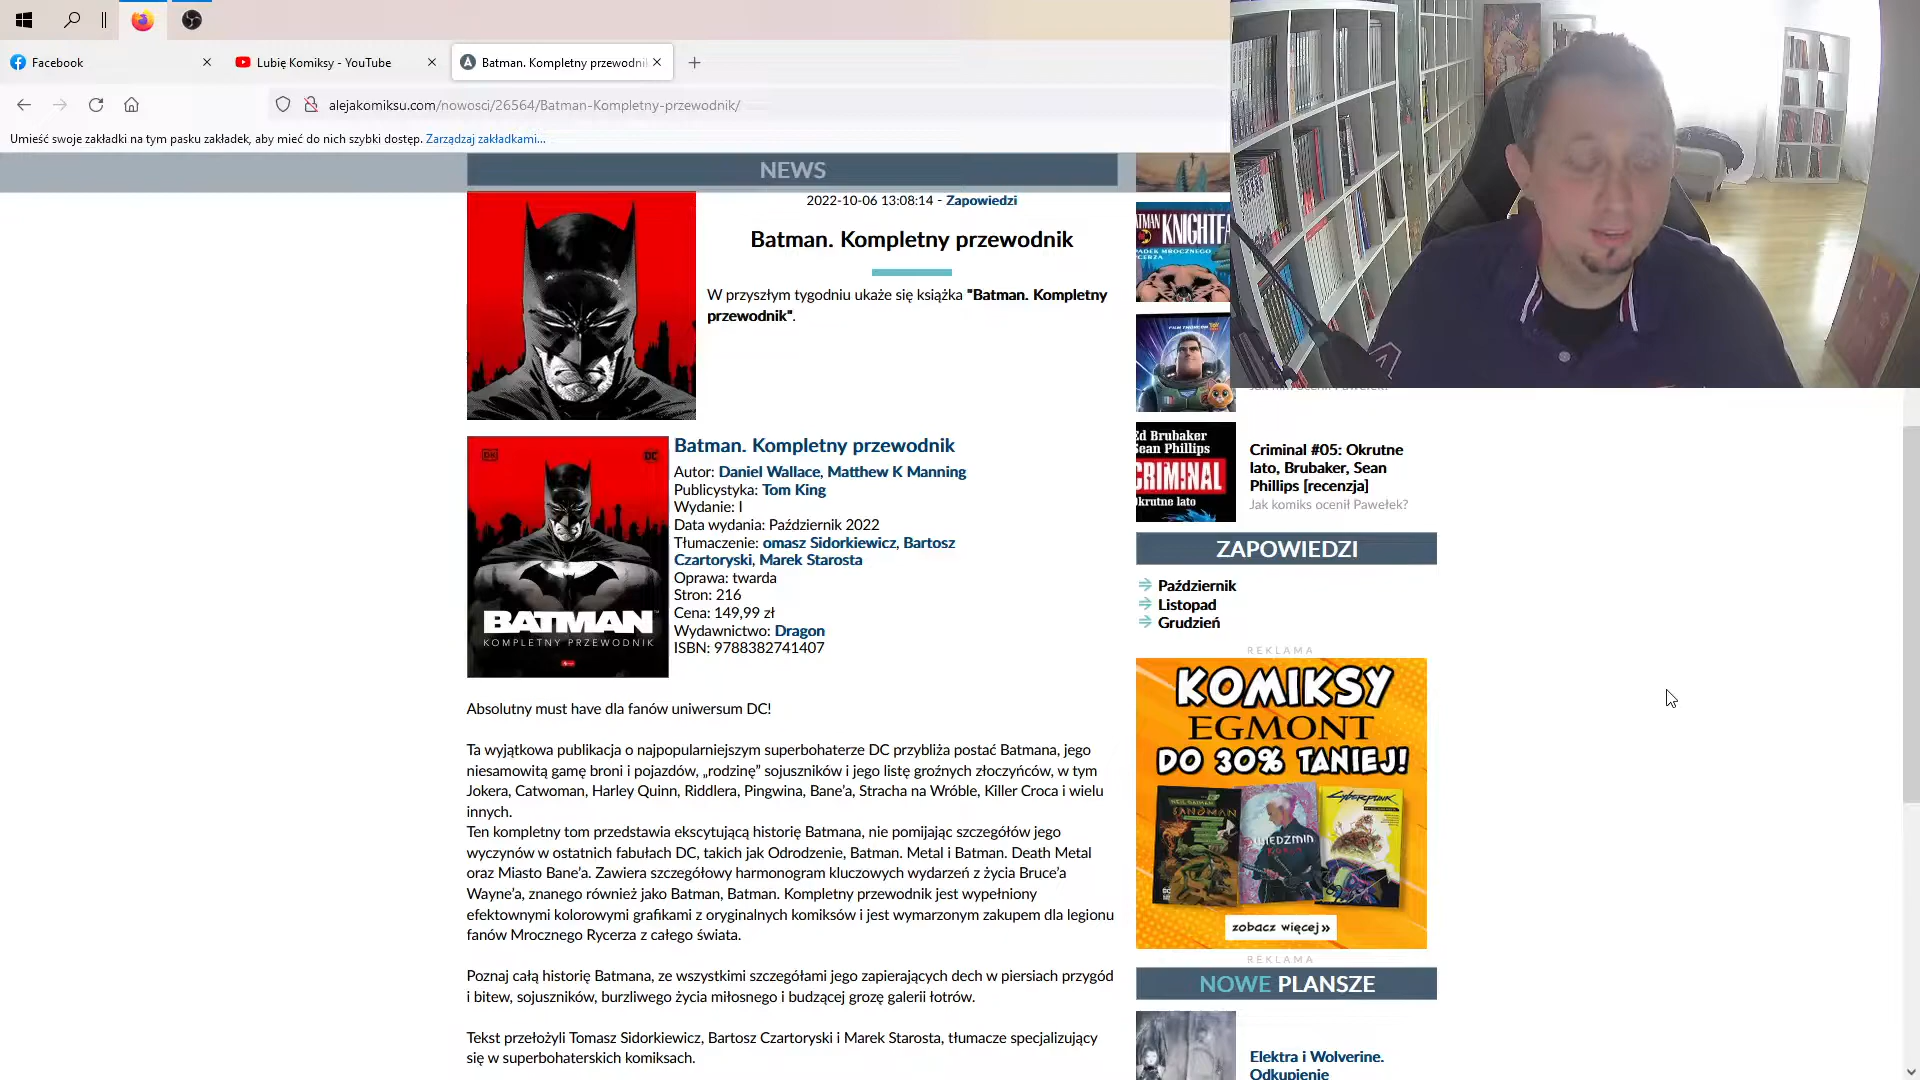 Facebook
Lubię Komiksy - YouTube
Batman. Kompletny przewodni
alejakomiksu.com/nowosci/26564/Batman-Kompletny-przewodnik/
Umieść swoje zakładki na tym pasku zakładek, aby mieć do nich szybki dostęp. Zarządzaj zakładkami...
NEWS
2022-10-06 13:08:14 - Zapowiedzi
Batman. Kompletny przewodnik
W przyszłym tygodniu ukaże się książka "Batman. Kompletny
przewodnik".
Batman. Kompletny przewodnik
Autor: Daniel Wallace, Matthew K Manning
Publicystyka: Tom King
Wydanie: I
Data wydania: Październik 2022
Tłumaczenie: omasz Sidorkiewicz, Bartosz
Czartoryski, Marek Starosta
Oprawa: twarda
Stron: 216
Cena: 149,99 zł
Wydawnictwo: Dragon
ISBN: 9788382741407
DK
DC
BATMAN
KOMPLETNY PRZEWODNIK
Absolutny must have dla fanów uniwersum DC!
Ta wyjątkowa publikacja o najpopularniejszym superbohaterze DC przybliża postać Batmana, jego
niesamowitą gamę broni i pojazdów, „rodzinę” sojuszników i jego listę groźnych złoczyńców, w tym
Jokera, Catwoman, Harley Quinn, Riddlera, Pingwina, Bane’a, Stracha na Wróble, Killer Croca i wielu
innych.
Ten kompletny tom przedstawia ekscytującą historię Batmana, nie pomijając szczegółów jego
wyczynów w ostatnich fabułach DC, takich jak Odrodzenie, Batman. Metal i Batman. Death Metal
oraz Miasto Bane’a. Zawiera szczegółowy harmonogram kluczowych wydarzeń z życia Bruce’a
Wayne’a, znanego również jako Batman, Batman. Kompletny przewodnik jest wypełniony
efektownymi kolorowymi grafikami z oryginalnych komiksów i jest wymarzonym zakupem dla legionu
fanów Mrocznego Rycerza z całego świata.
Poznaj całą historię Batmana, ze wszystkimi szczegółami jego zapierających dech w piersiach przygód
i bitew, sojuszników, burzliwego życia miłosnego i budzącej grozę galerii łotrów.
Tekst przełożyli Tomasz Sidorkiewicz, Bartosz Czartoryski i Marek Starosta, tłumacze specjalizujący
się w superbohaterskich komiksach.
TMAN KNIGHTFA
PADEK MROCZNEGO
CERZA
Ed Brubaker
Sean Phillips
CRIMINAL
Okrutne lato
Criminal #05: Okrutne
lato, Brubaker, Sean
Phillips [recenzja]
Jak komiks ocenił Pawełek?
ZAPOWIEDZI
Październik
Listopad
Grudzień
REKLAMA
KOMIKSY
EGMONT
DO 30% TANIEJ!
NEIL GAIMAN
SANDMAN
WIEDŹMIN
RONIN
CYBERPUNK
zobacz więcej»
REKLAMA
NOWE PLANSZE
Elektra i Wolverine.
Odkupienie